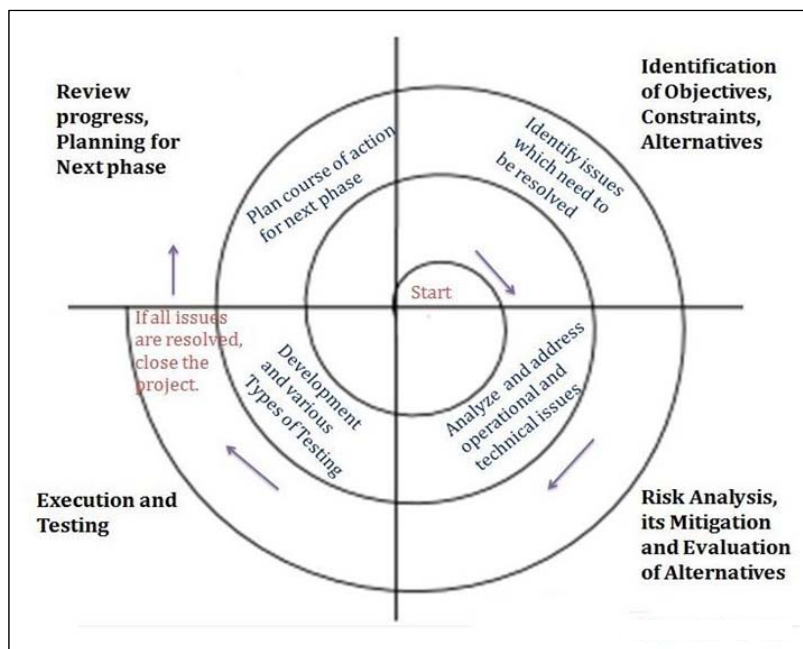 Review
progress,
Planning for
Next phase
Identification
of Objectives,
Constraints,
Alternatives
Plan course of action
for next phase
Identify issues
which need to
be resolved
Start
If all issues
are resolved,
close the
project.
Development
and various
Types of Testing
Analyze and address
operational and
technical issues
Execution and
Testing
Risk Analysis,
its Mitigation
and Evaluation
of Alternatives